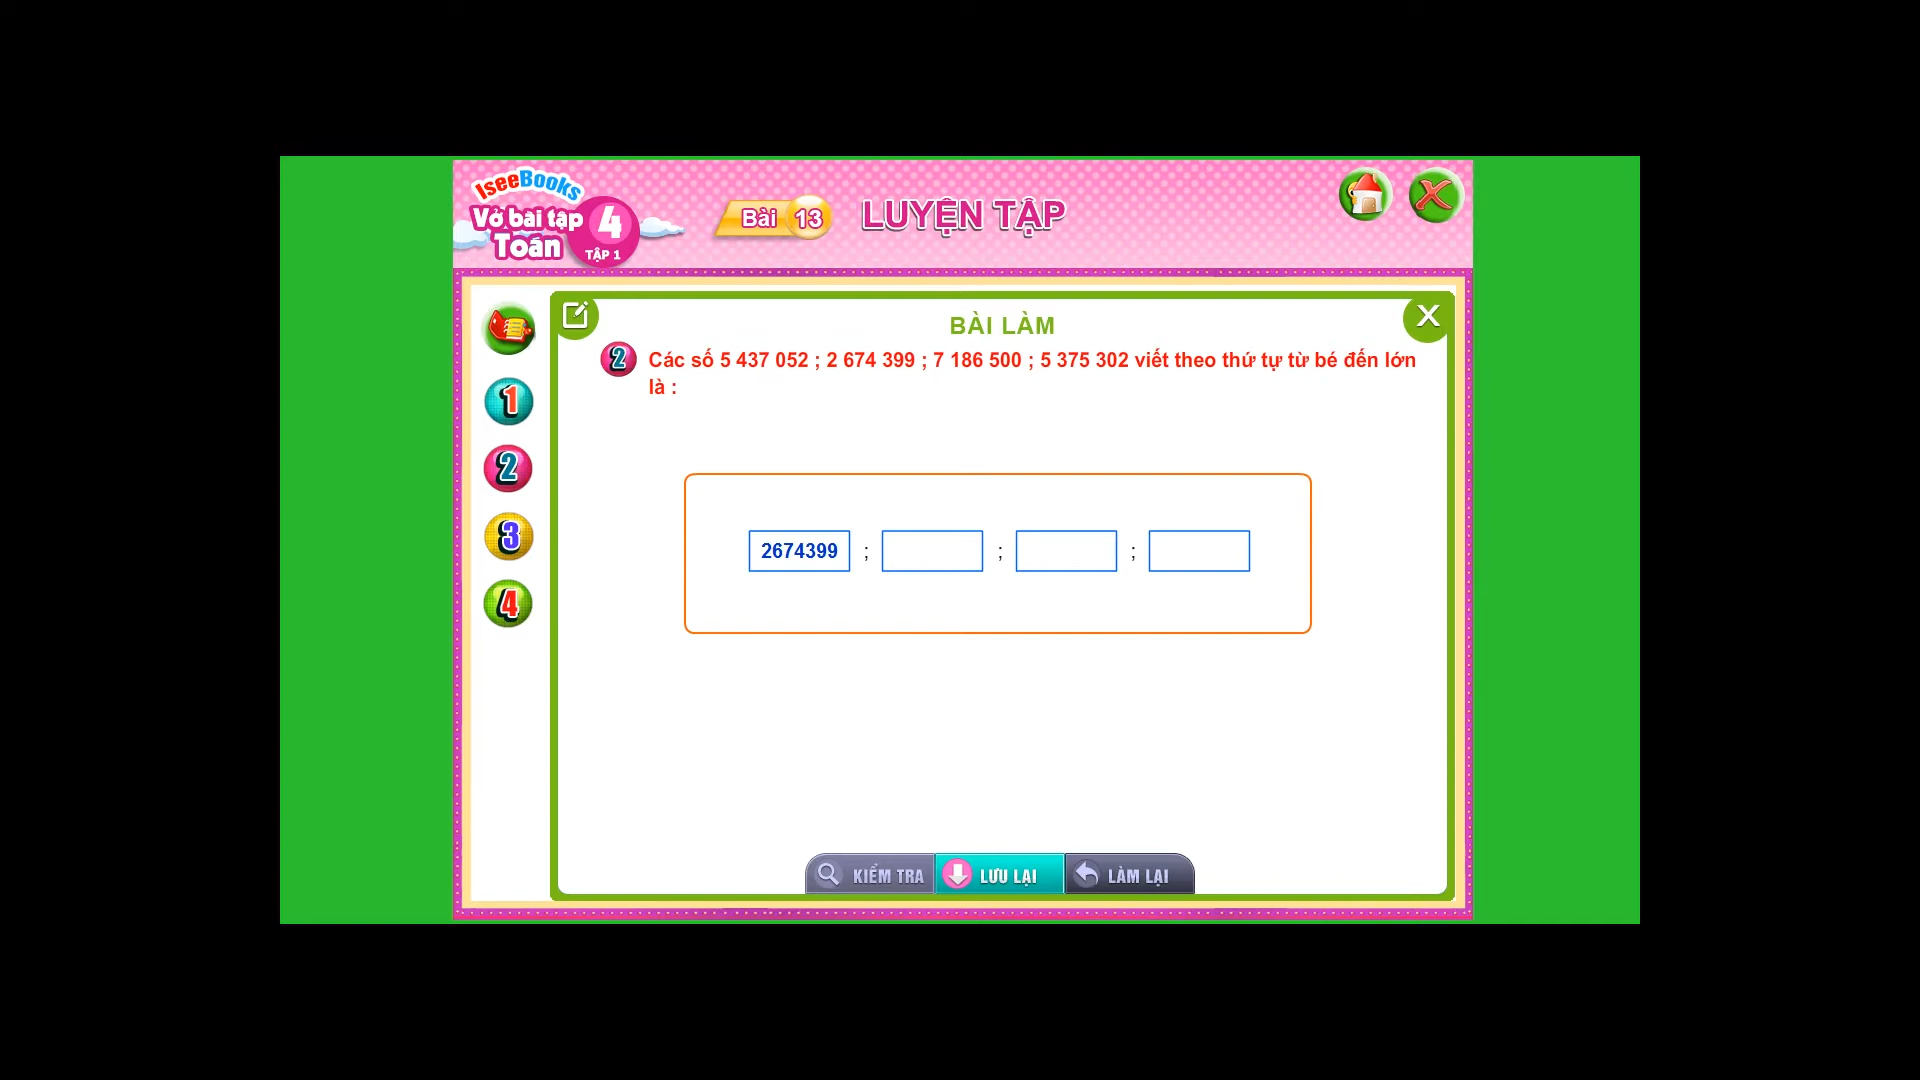 IseeBooks
Vở bài tập
Toán
4
TẬP 1
Bài 13
LUYỆN TẬP
BÀI LÀM
X
2 Các số 5 437 052 ; 2 674 399 ; 7 186 500 ; 5 375 302 viết theo thứ tự từ bé đến lớn
là :
1
2
3
4
2674399 ; ; ;
KIỂM TRA LƯU LẠI LÀM LẠI